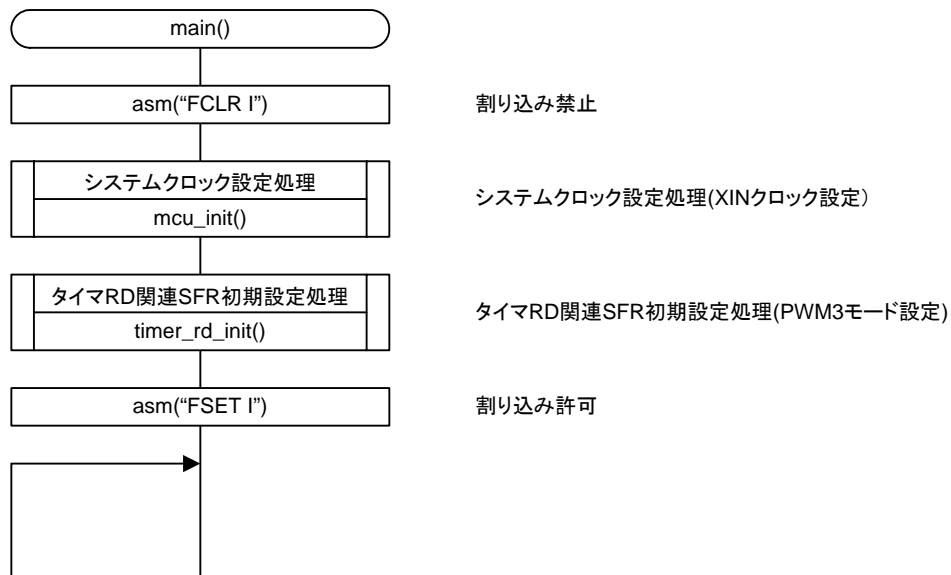 main()
asm(“FCLR I”)
割り込み禁止
システムクロック設定処理
mcu_init()
システムクロック設定処理(XINクロック設定）
タイマRD関連SFR初期設定処理
timer_rd_init()
タイマRD関連SFR初期設定処理(PWM3モード設定)
asm(“FSET I”)
割り込み許可